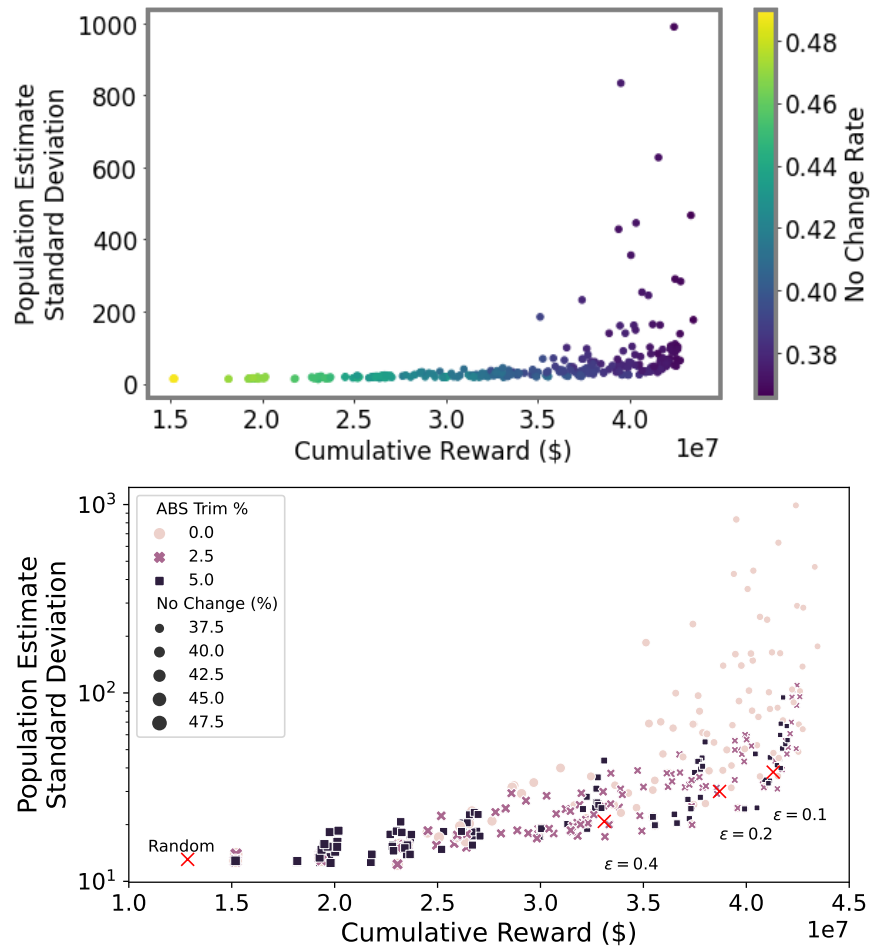 1000
800
600
400
200
0
Population Estimate
Standard Deviation
1.5 2.0 2.5 3.0 3.5 4.0
1e7
Cumulative Reward ($)
0.48
0.46
0.44
0.42
0.40
0.38
No Change Rate
10³
10²
10¹
Population Estimate
Standard Deviation
ABS Trim %
0.0
2.5
5.0
No Change (%)
37.5
40.0
42.5
45.0
47.5
Random
ε = 0.1
ε = 0.2
ε = 0.4
1.0 1.5 2.0 2.5 3.0 3.5 4.0 4.5
1e7
Cumulative Reward ($)